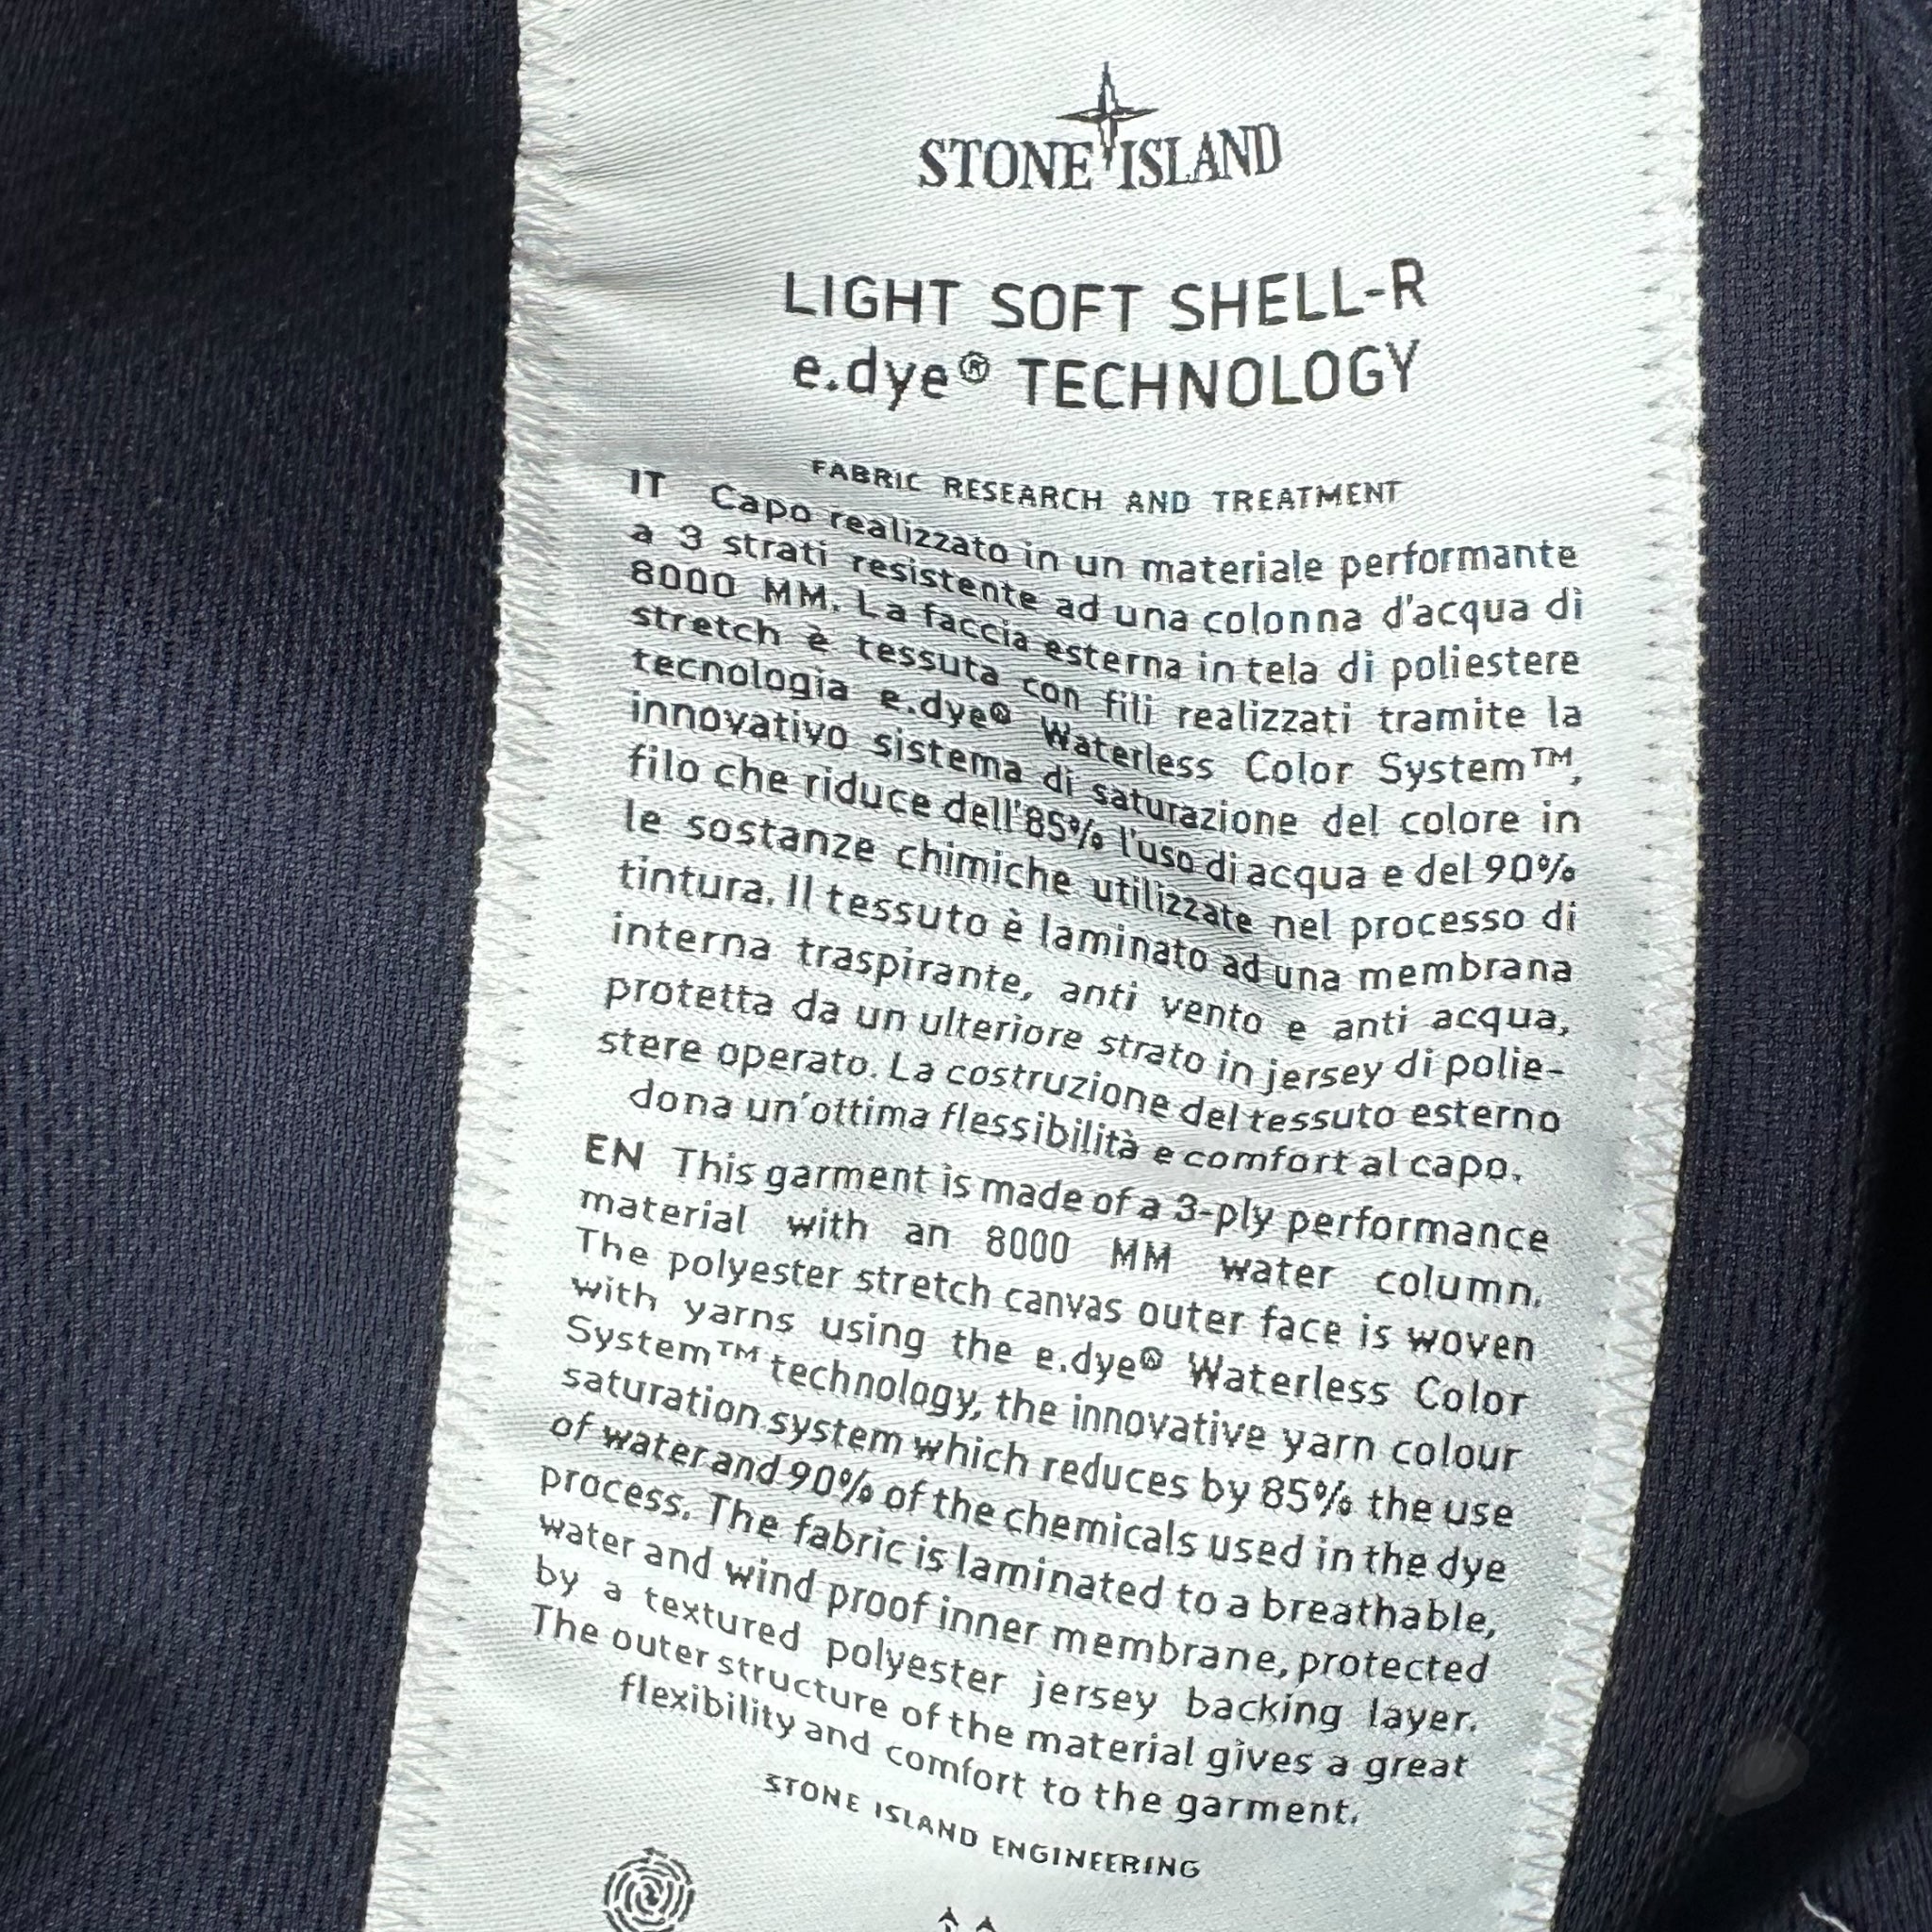 STONE ISLAND
LIGHT SOFT SHELL-R
e.dye® TECHNOLOGY
FABRIC RESEARCH AND TREATMENT
IT Capo realizzato in un materiale performante
a 3 strati resistente ad una colonna d'acqua di
8000 MM. La faccia esterna in tela di poliestere
stretch è tessuta con fili realizzati tramite la
tecnologia e.dye® Waterless Color System™,
innovativo sistema di saturazione del colore in
filo che riduce dell'85% l'uso di acqua e del 90%
le sostanze chimiche utilizzate nel processo di
tintura. Il tessuto è laminato ad una membrana
interna traspirante, anti vento e anti acqua,
protetta da un ulteriore strato in jersey di polie-
stere operato. La costruzione del tessuto esterno
dona un'ottima flessibilità e comfort al capo.
EN This garment is made of a 3-ply performance
material with an 8000 MM water column.
The polyester stretch canvas outer face is woven
with yarns using the e.dye® Waterless Color
System™ technology, the innovative yarn colour
saturation system which reduces by 85% the use
of water and 90% of the chemicals used in the dye
process. The fabric is laminated to a breathable,
water and wind proof inner membrane, protected
by a textured polyester jersey backing layer.
The outer structure of the material gives a great
flexibility and comfort to the garment.
STONE ISLAND ENGINEERING